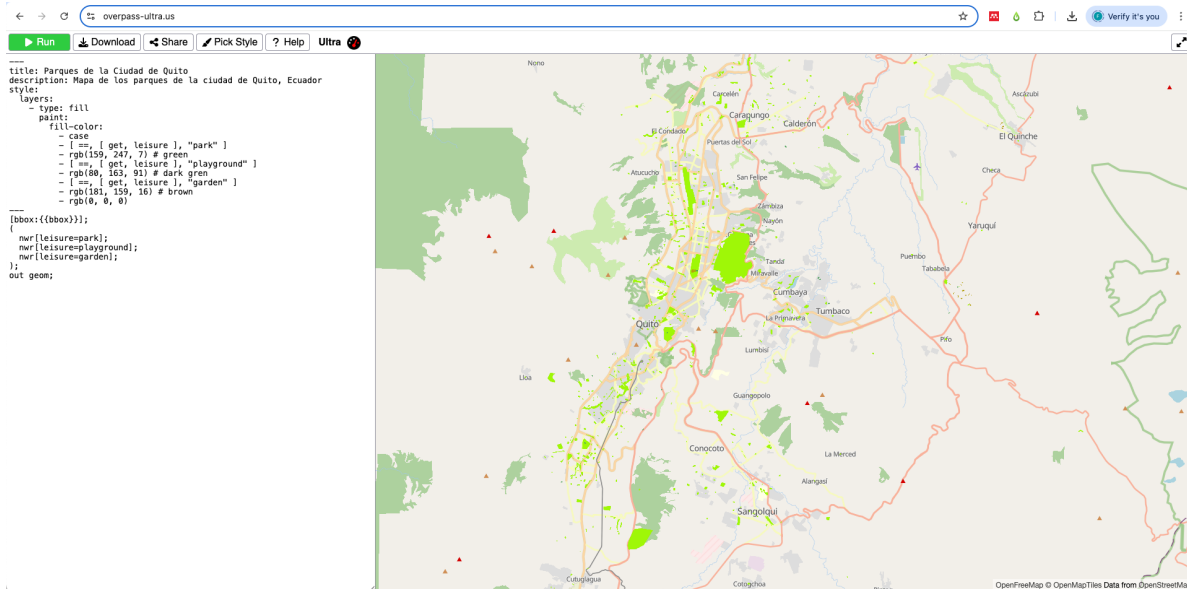 overpass-ultra.us
Verify it's you
Run
Download
Share
Pick Style
? Help
Ultra
---
title: Parques de la Ciudad de Quito
description: Mapa de los parques de la ciudad de Quito, Ecuador
style:
  layers:
    - type: fill
      paint:
        fill-color:
          - case
          - [ ==, [ get, leisure ], "park" ]
          - rgb(159, 247, 7) # green
          - [ ==, [ get, leisure ], "playground" ]
          - rgb(80, 163, 91) # dark gren
          - [ ==, [ get, leisure ], "garden" ]
          - rgb(181, 159, 16) # brown
          - rgb(0, 0, 0)
---
[bbox:{{bbox}}];
(
  nwr[leisure=park];
  nwr[leisure=playground];
  nwr[leisure=garden];
);
out geom;
Nono
Carcelén
Ascázubi
Carapungo
Calderón
El Condado
El Quinche
Puertas del Sol
Atucucho
San Felipe
Checa
Zámbiza
Nayón
Yaruquí
Puembo
Tanda
Tababela
Miravalle
Cumbaya
La Primavera
Tumbaco
Quito
Pifo
Lumbisí
Lloa
Guangopolo
Conocoto
La Merced
Alangasí
Sangolqui
Cutuglagua
Cotogchoa
OpenFreeMap © OpenMapTiles Data from OpenStreetMa